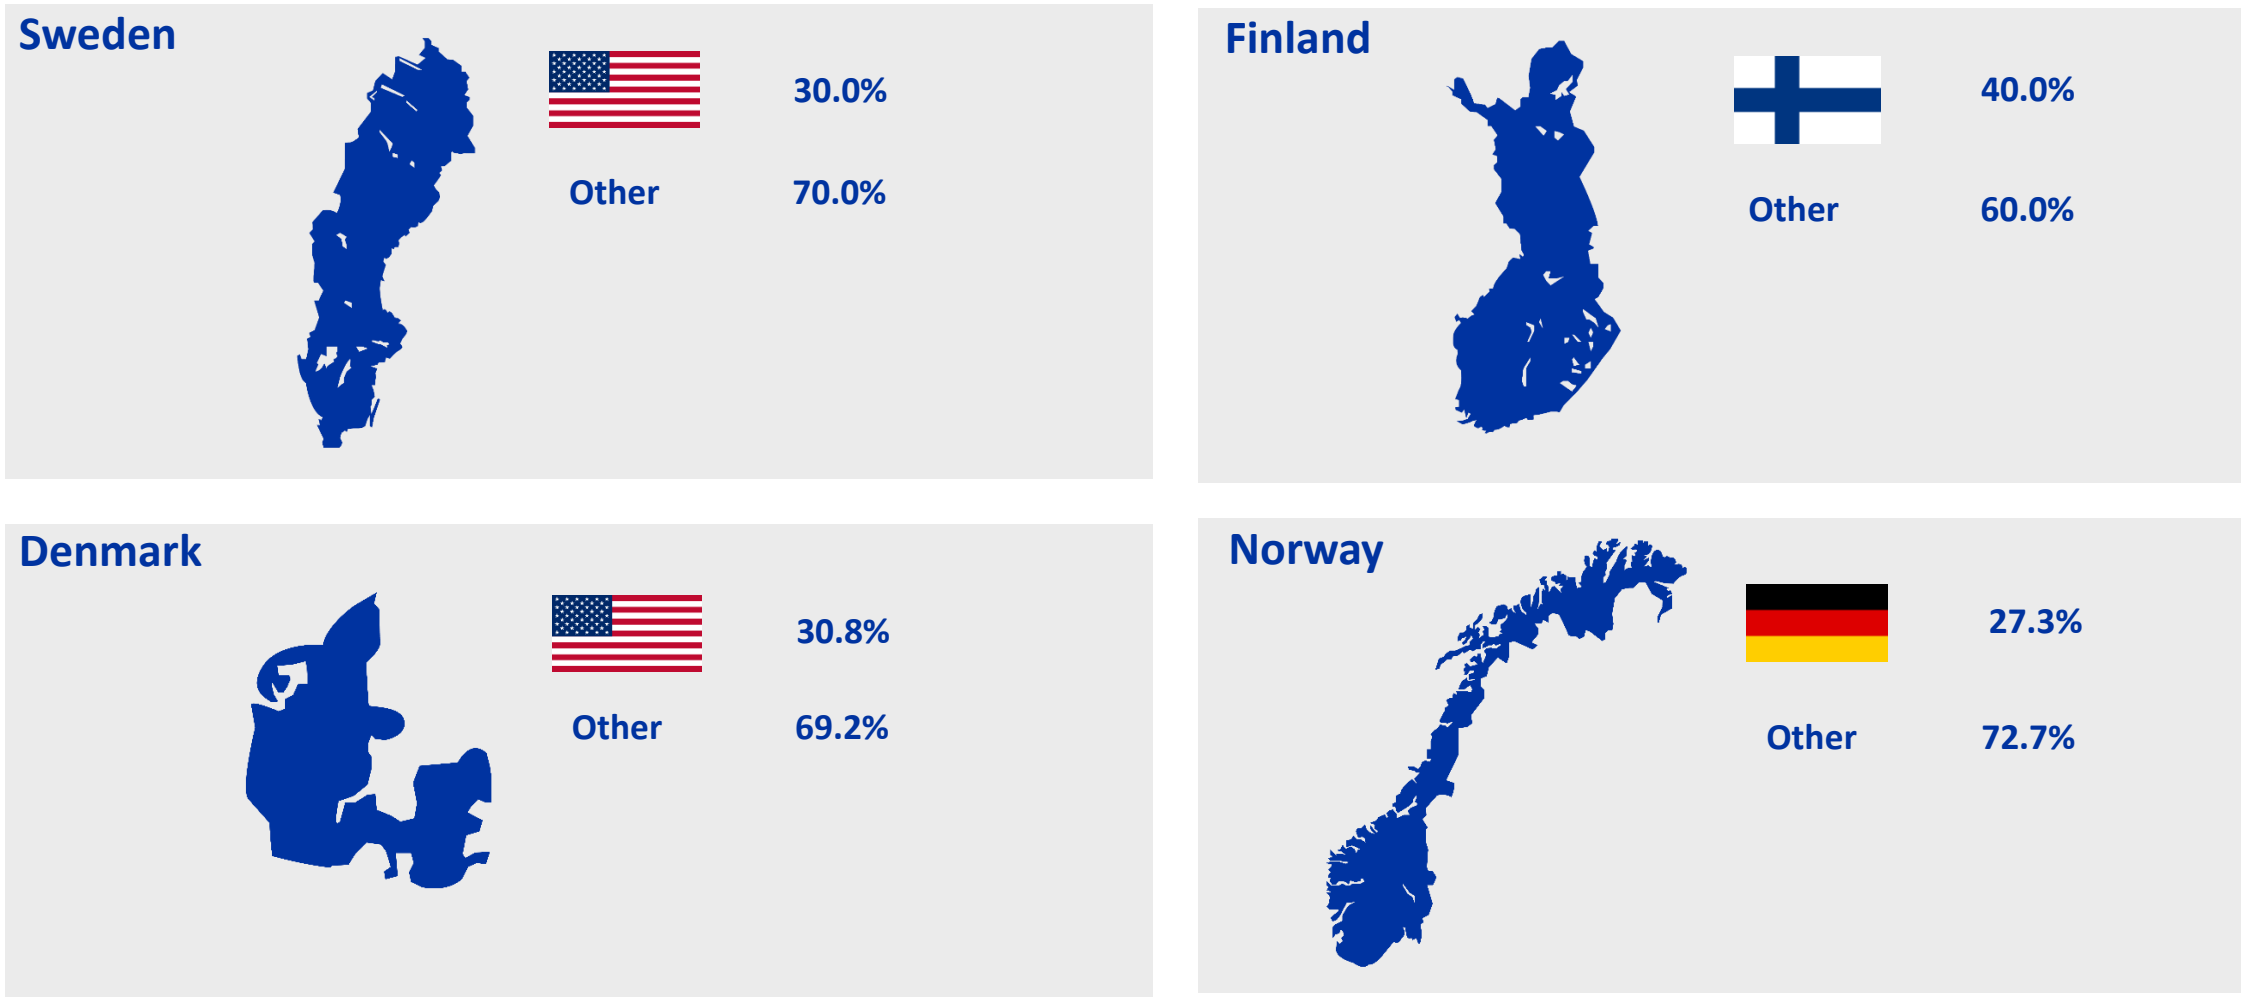 Sweden
30.0%
Other 70.0%
Finland
40.0%
Other 60.0%
Denmark
30.8%
Other 69.2%
Norway
27.3%
Other 72.7%